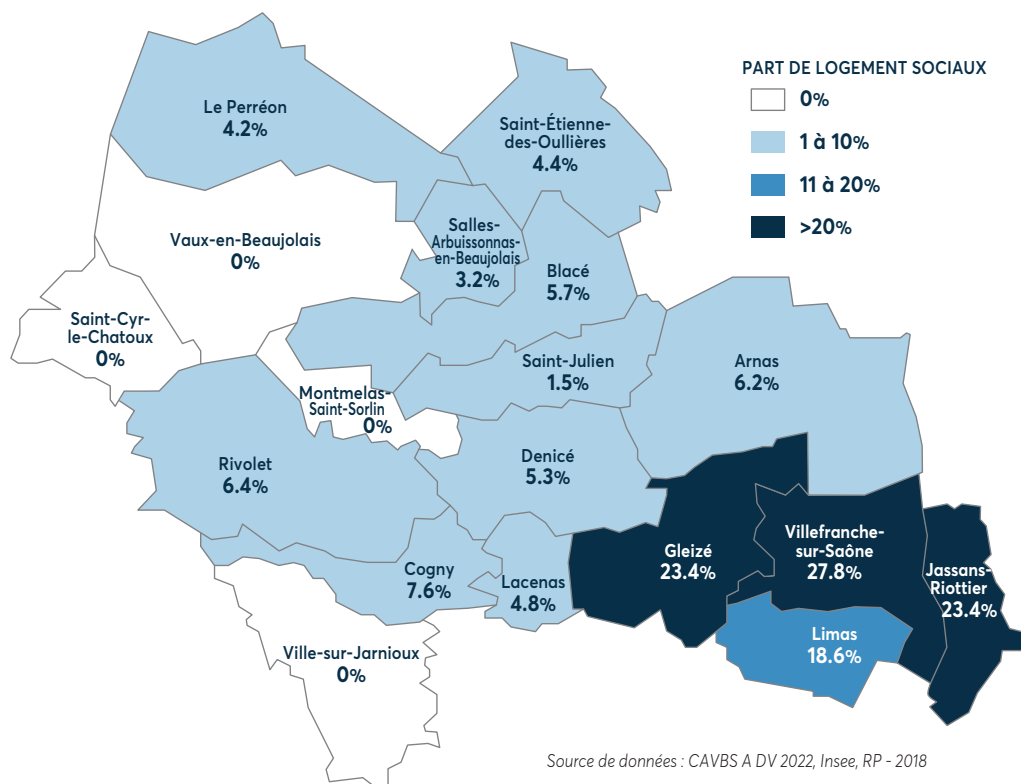 PART DE LOGEMENT SOCIAUX
0%
1 à 10%
11 à 20%
>20%
Le Perréon
4.2%
Saint-Étienne-
des-Oullières
4.4%
Vaux-en-Beaujolais
0%
Salles-
Arbuissonnas-
en-Beaujolais
3.2%
Blacé
5.7%
Saint-Cyr-
le-Chatoux
0%
Saint-Julien
1.5%
Arnas
6.2%
Montmelas-
Saint-Sorlin
0%
Rivolet
6.4%
Denicé
5.3%
Gleizé
23.4%
Villefranche-
sur-Saône
27.8%
Jassans-
Riottier
23.4%
Cogny
7.6%
Lacenas
4.8%
Limas
18.6%
Ville-sur-Jarnioux
0%
Source de données : CAVBS A DV 2022, Insee, RP - 2018